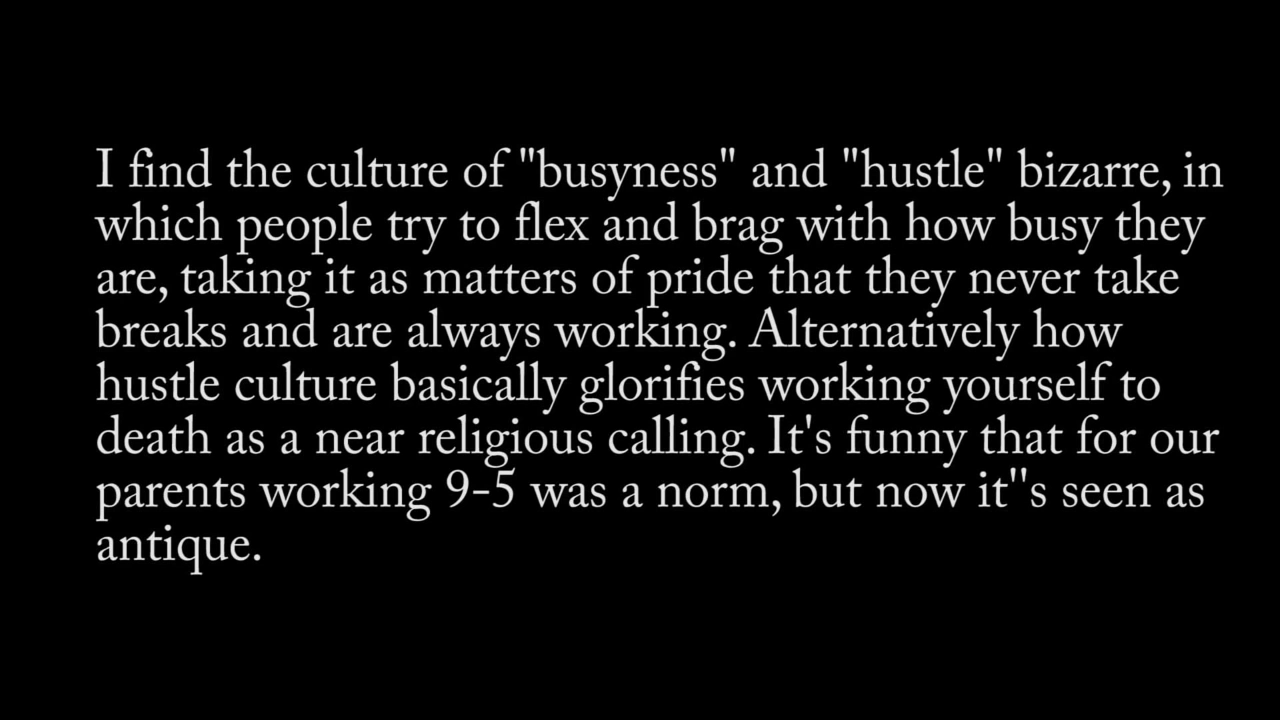 I find the culture of "busyness" and "hustle" bizarre, in
which people try to flex and brag with how busy they
are, taking it as matters of pride that they never take
breaks and are always working. Alternatively how
hustle culture basically glorifies working yourself to
death as a near religious calling. It's funny that for our
parents working 9-5 was a norm, but now it"s seen as
antique.